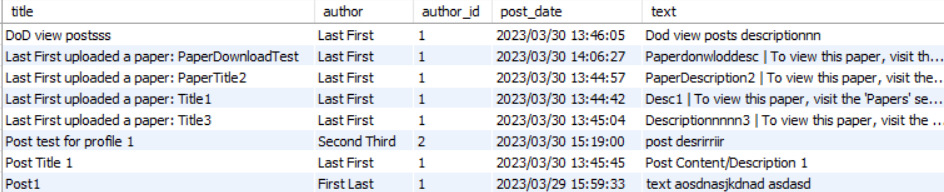 title author author_id post_date text
DoD view postsss Last First 1 2023/03/30 13:46:05 Dod view posts descriptionnn
Last First uploaded a paper: PaperDownloadTest Last First 1 2023/03/30 14:06:27 Paperdonwloddesc | To view this paper, visit th...
Last First uploaded a paper: PaperTitle2 Last First 1 2023/03/30 13:44:57 PaperDescription2 | To view this paper, visit the...
Last First uploaded a paper: Title1 Last First 1 2023/03/30 13:44:42 Desc1 | To view this paper, visit the 'Papers' se...
Last First uploaded a paper: Title3 Last First 1 2023/03/30 13:45:04 Descriptionnnnn3 | To view this paper, visit the ...
Post test for profile 1 Second Third 2 2023/03/30 15:19:00 post desrirriir
Post Title 1 Last First 1 2023/03/30 13:45:45 Post Content/Description 1
Post1 First Last 1 2023/03/29 15:59:33 text aosdnasjkdnad asdasd